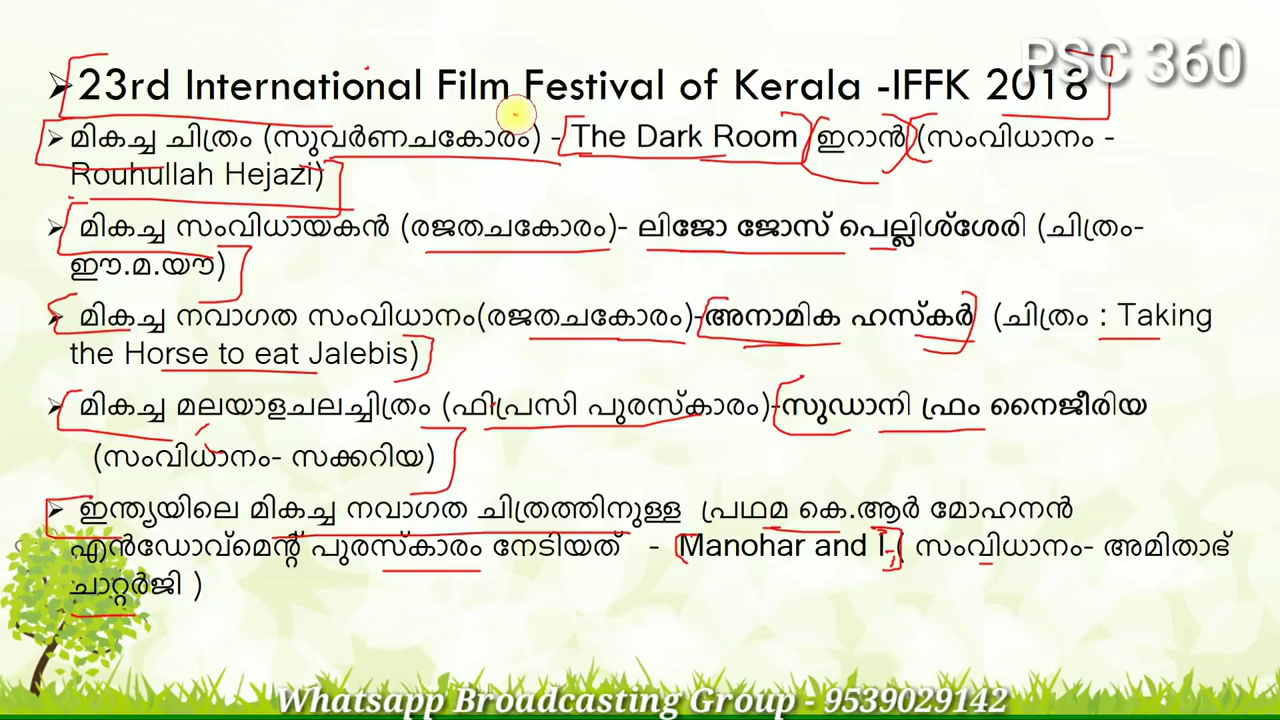 PSC 360
➢ 23rd International Film Festival of Kerala -IFFK 2018
➢ മികച്ച ചിത്രം (സുവർണചകോരം) - The Dark Room (ഇറാൻ) (സംവിധാനം -
Rouhullah Hejazi)
➢ മികച്ച സംവിധായകൻ (രജതചകോരം)- ലിജോ ജോസ് പെല്ലിശ്ശേരി (ചിത്രം-
ഈ.മ.യൗ)
➢ മികച്ച നവാഗത സംവിധാനം(രജതചകോരം)-അനാമിക ഹസ്കർ (ചിത്രം : Taking
the Horse to eat Jalebis)
➢ മികച്ച മലയാളചലച്ചിത്രം (ഫിപ്രസി പുരസ്കാരം)-സുഡാനി ഫ്രം നൈജീരിയ
(സംവിധാനം- സക്കറിയ)
➢ ഇന്ത്യയിലെ മികച്ച നവാഗത ചിത്രത്തിനുള്ള പ്രഥമ കെ.ആർ മോഹനൻ
എൻഡോവ്മെന്റ് പുരസ്കാരം നേടിയത് - Manohar and I ( സംവിധാനം- അമിതാഭ്
ചാറ്റർജി )
Whatsapp Broadcasting Group - 9539029142